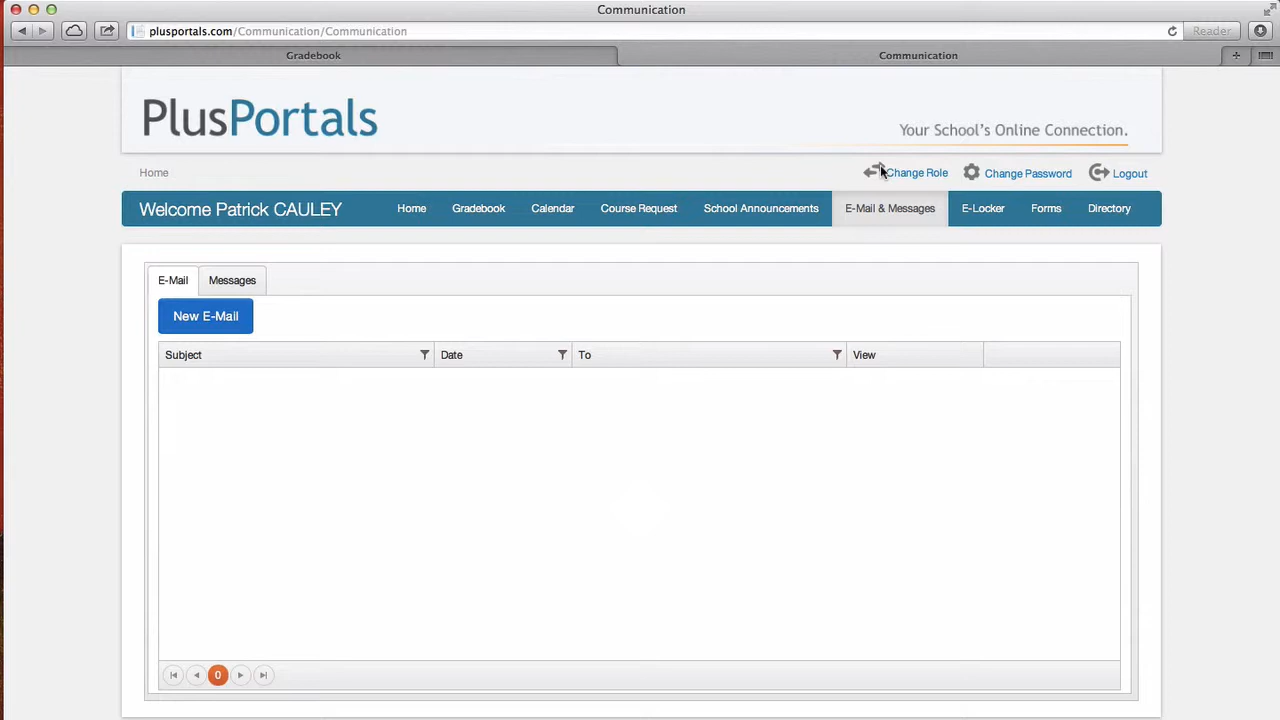 Communication
plusportals.com/Communication/Communication
Reader
Gradebook
Communication
PlusPortals
Your School's Online Connection.
Home
Change Role
Change Password
Logout
Welcome Patrick CAULEY
Home
Gradebook
Calendar
Course Request
School Announcements
E-Mail & Messages
E-Locker
Forms
Directory
E-Mail
Messages
New E-Mail
Subject
Date
To
View
0